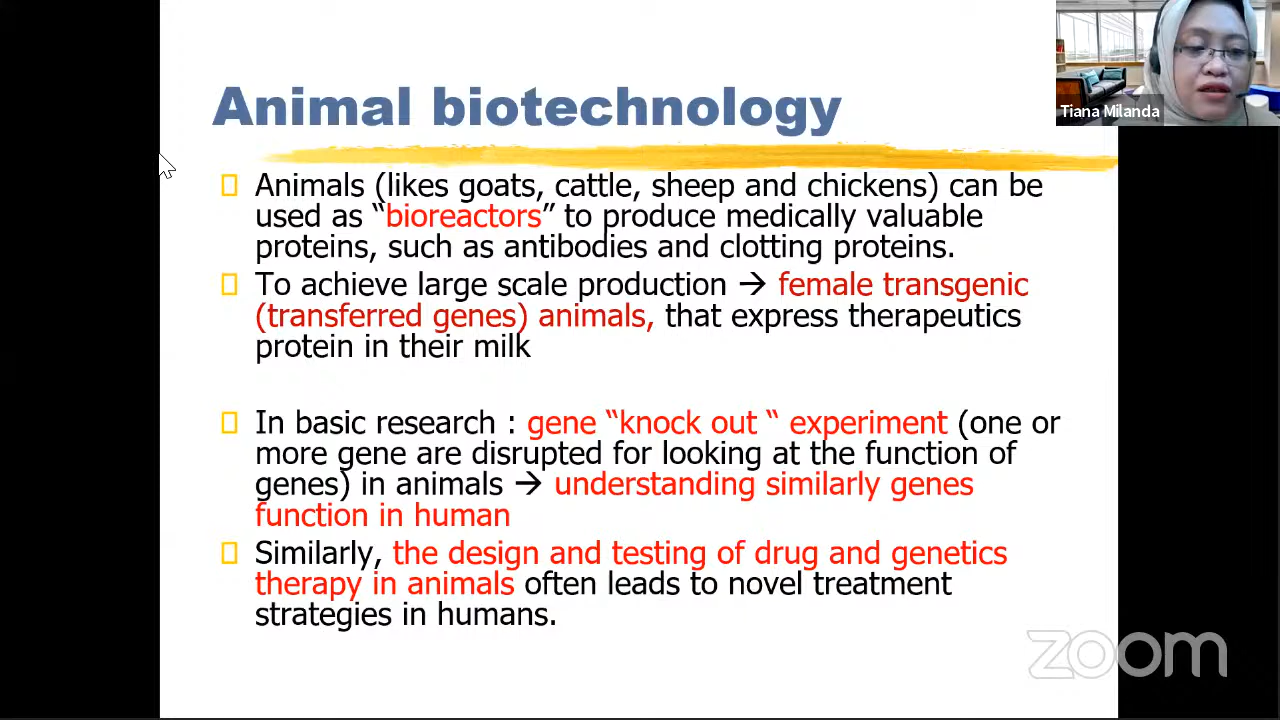 Animal biotechnology
Tiana Milanda
Animals (likes goats, cattle, sheep and chickens) can be
used as “bioreactors” to produce medically valuable
proteins, such as antibodies and clotting proteins.
To achieve large scale production → female transgenic
(transferred genes) animals, that express therapeutics
protein in their milk
In basic research : gene “knock out “ experiment (one or
more gene are disrupted for looking at the function of
genes) in animals → understanding similarly genes
function in human
Similarly, the design and testing of drug and genetics
therapy in animals often leads to novel treatment
strategies in humans.
zoom